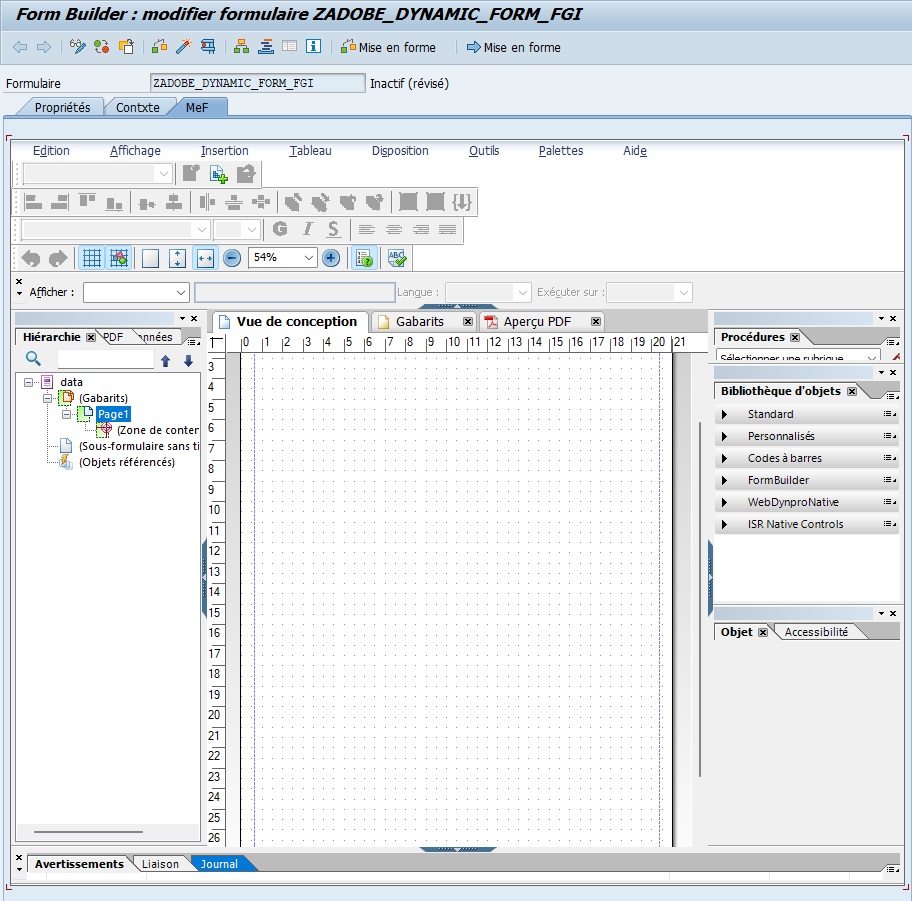 Form Builder : modifier formulaire ZADOBE_DYNAMIC_FORM_FGI
Mise en forme Mise en forme
Formulaire ZADOBE_DYNAMIC_FORM_FGI Inactif (révisé)
Propriétés Contxte MeF
Edition Affichage Insertion Tableau Disposition Outils Palettes Aide
G I S
54% ABC
Afficher : Langue : Exécuter sur :
Hiérarchie PDF nnées
Vue de conception Gabarits Aperçu PDF
0 1 2 3 4 5 6 7 8 9 10 11 12 13 14 15 16 17 18 19 20 21
3
4
5
6
7
8
9
10
11
12
13
14
15
16
17
18
19
20
21
22
23
24
25
26
data
(Gabarits)
Page1
(Zone de conter
(Sous-formulaire sans ti
(Objets référencés)
Procédures
Sélectionner une rubrique
Bibliothèque d'objets
Standard
Personnalisés
Codes à barres
FormBuilder
WebDynproNative
ISR Native Controls
Objet Accessibilité
Avertissements Liaison Journal